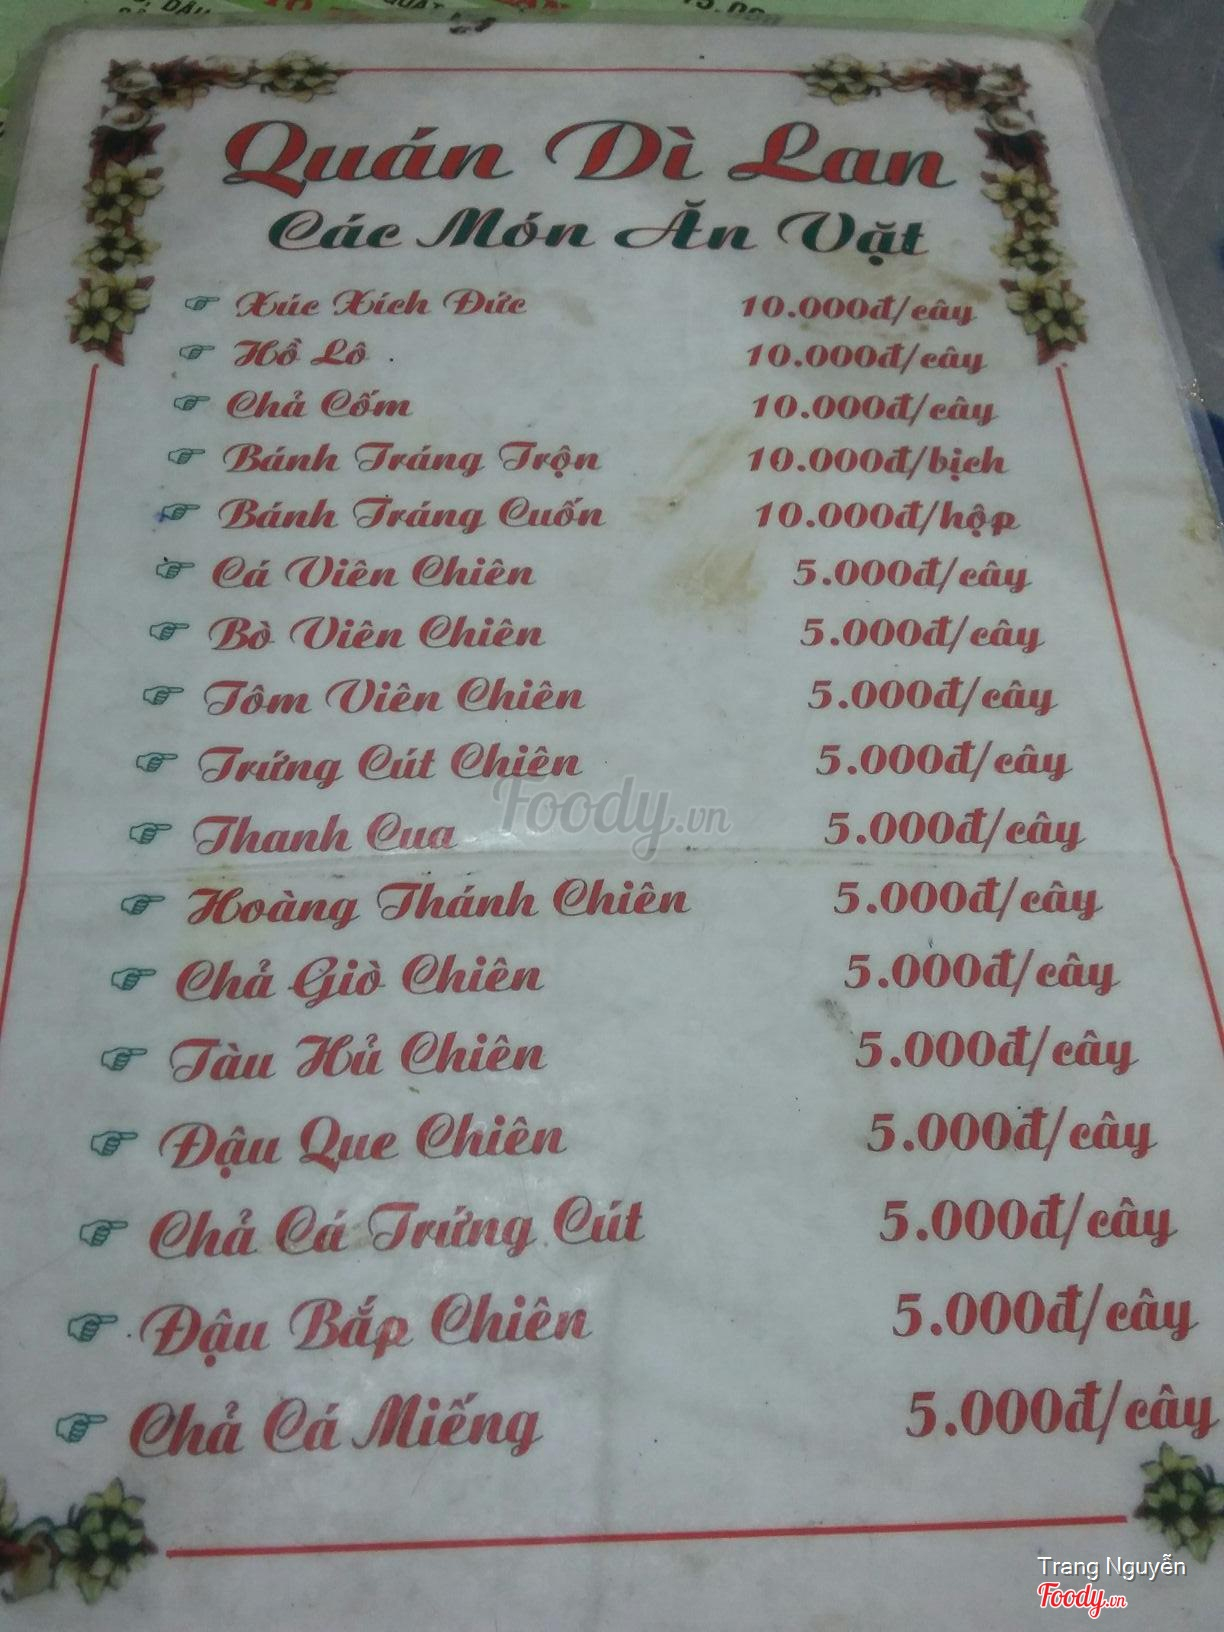 Quán Dì Lan
Các Món Ăn Vặt
Xúc Xích Đức 10.000đ/cây
Hồ Lô 10.000đ/cây
Chả Cốm 10.000đ/cây
Bánh Tráng Trộn 10.000đ/bịch
Bánh Tráng Cuốn 10.000đ/hộp
Cá Viên Chiên 5.000đ/cây
Bò Viên Chiên 5.000đ/cây
Tôm Viên Chiên 5.000đ/cây
Trứng Cút Chiên 5.000đ/cây
Foody.vn
Thanh Cua 5.000đ/cây
Hoàng Thánh Chiên 5.000đ/cây
Chả Giò Chiên 5.000đ/cây
Tàu Hủ Chiên 5.000đ/cây
Đậu Que Chiên 5.000đ/cây
Chả Cá Trứng Cút 5.000đ/cây
Đậu Bắp Chiên 5.000đ/cây
Chả Cá Miếng 5.000đ/cây
Trang Nguyễn
Foody.vn